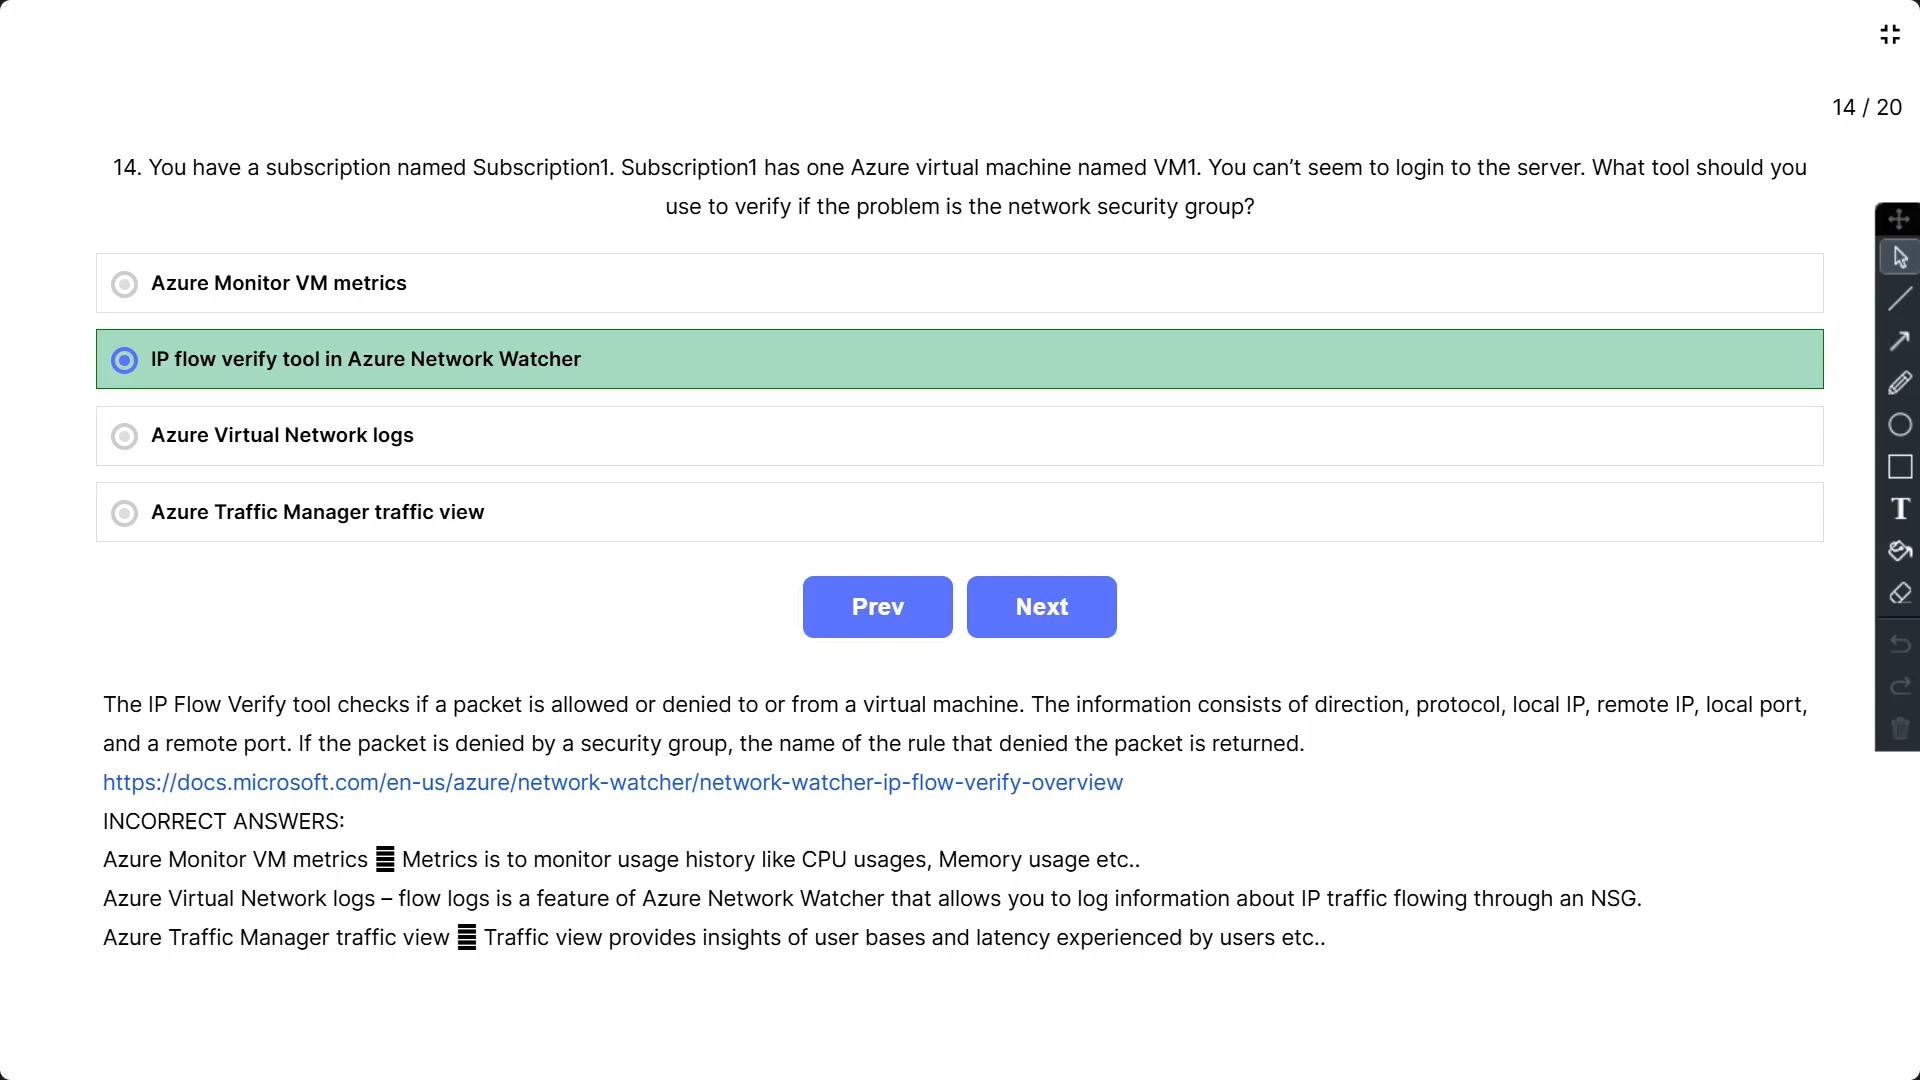 14 / 20
14. You have a subscription named Subscription1. Subscription1 has one Azure virtual machine named VM1. You can’t seem to login to the server. What tool should you
use to verify if the problem is the network security group?
Azure Monitor VM metrics
IP flow verify tool in Azure Network Watcher
Azure Virtual Network logs
Azure Traffic Manager traffic view
Prev Next
The IP Flow Verify tool checks if a packet is allowed or denied to or from a virtual machine. The information consists of direction, protocol, local IP, remote IP, local port,
and a remote port. If the packet is denied by a security group, the name of the rule that denied the packet is returned.
https://docs.microsoft.com/en-us/azure/network-watcher/network-watcher-ip-flow-verify-overview
INCORRECT ANSWERS:
Azure Monitor VM metrics 𝌆 Metrics is to monitor usage history like CPU usages, Memory usage etc..
Azure Virtual Network logs – flow logs is a feature of Azure Network Watcher that allows you to log information about IP traffic flowing through an NSG.
Azure Traffic Manager traffic view 𝌆 Traffic view provides insights of user bases and latency experienced by users etc..
T